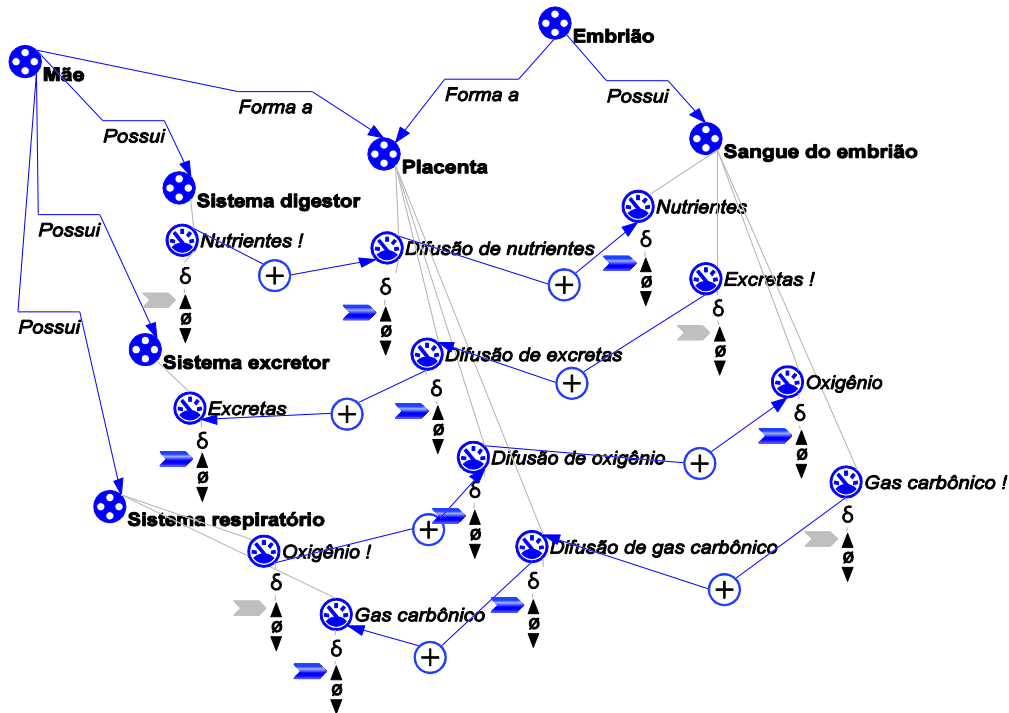 Embrião
Mãe
Forma a
Forma a
Possui
Possui
Placenta
Sangue do embrião
Sistema digestor
Nutrientes
Possui
Nutrientes !
Difusão de nutrientes
+
+
δ
δ
δ
Excretas !
ø
ø
ø
δ
Possui
Sistema excretor
Difusão de excretas
ø
+
Oxigênio
δ
Excretas
+
δ
ø
ø
δ
Difusão de oxigênio
+
ø
Gas carbônico !
δ
δ
Sistema respiratório
ø
+
ø
Oxigênio !
Difusão de gas carbônico
δ
δ
+
ø
ø
Gas carbônico
δ
+
ø